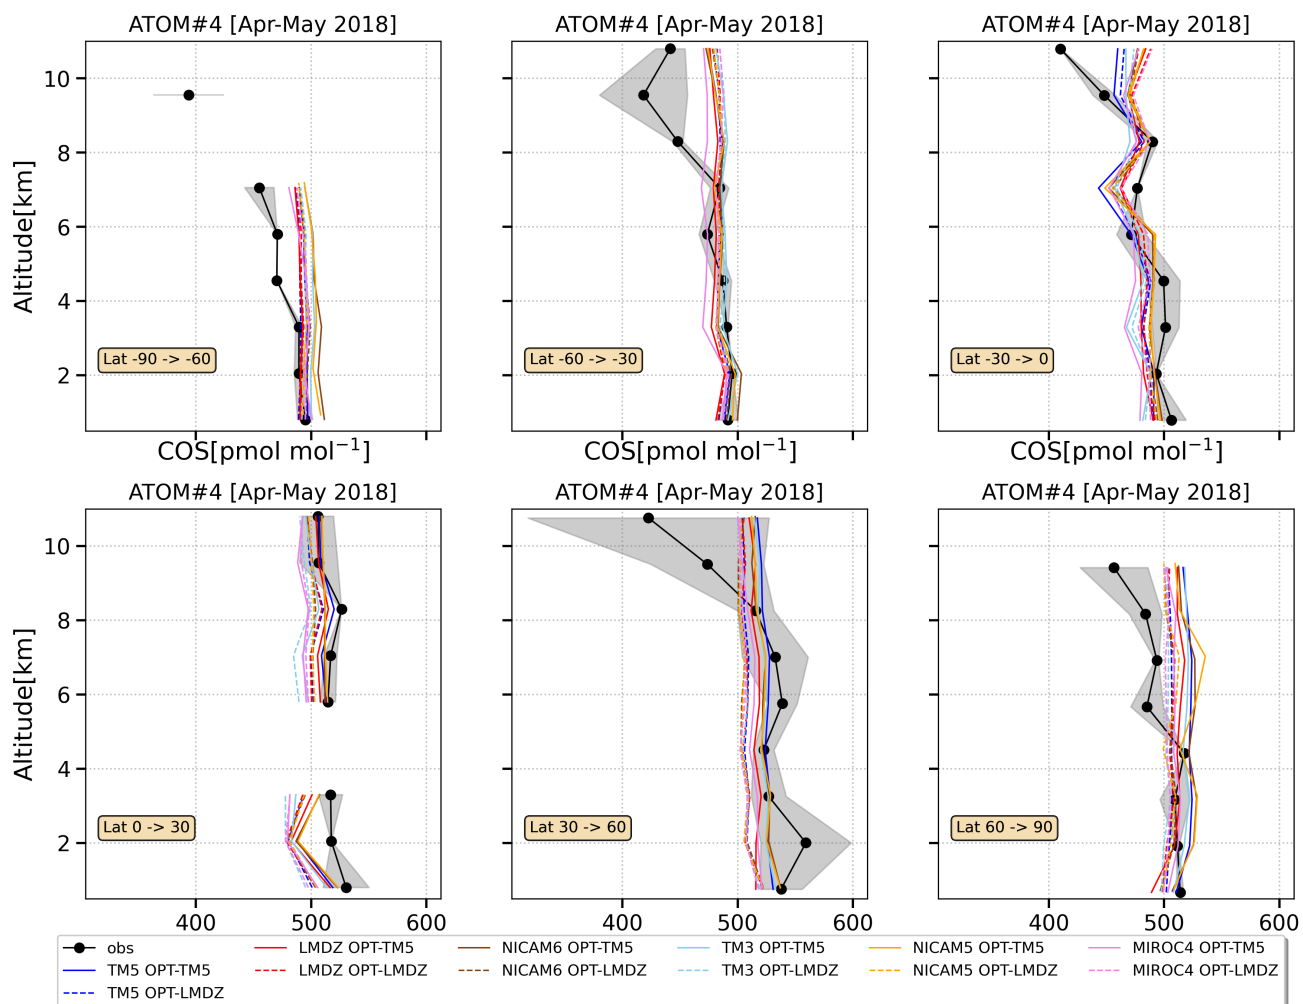 ATOM#4 [Apr-May 2018]
ATOM#4 [Apr-May 2018]
ATOM#4 [Apr-May 2018]
Altitude[km]
10
8
6
4
2
Lat -90 -> -60
Lat -60 -> -30
Lat -30 -> 0
400 500 600
COS[pmol mol⁻¹]
COS[pmol mol⁻¹]
COS[pmol mol⁻¹]
ATOM#4 [Apr-May 2018]
ATOM#4 [Apr-May 2018]
ATOM#4 [Apr-May 2018]
Altitude[km]
10
8
6
4
2
Lat 0 -> 30
Lat 30 -> 60
Lat 60 -> 90
400 500 600
400 500 600
400 500 600
obs
TM5 OPT-TM5
TM5 OPT-LMDZ
LMDZ OPT-TM5
LMDZ OPT-LMDZ
NICAM6 OPT-TM5
NICAM6 OPT-LMDZ
TM3 OPT-TM5
TM3 OPT-LMDZ
NICAM5 OPT-TM5
NICAM5 OPT-LMDZ
MIROC4 OPT-TM5
MIROC4 OPT-LMDZ